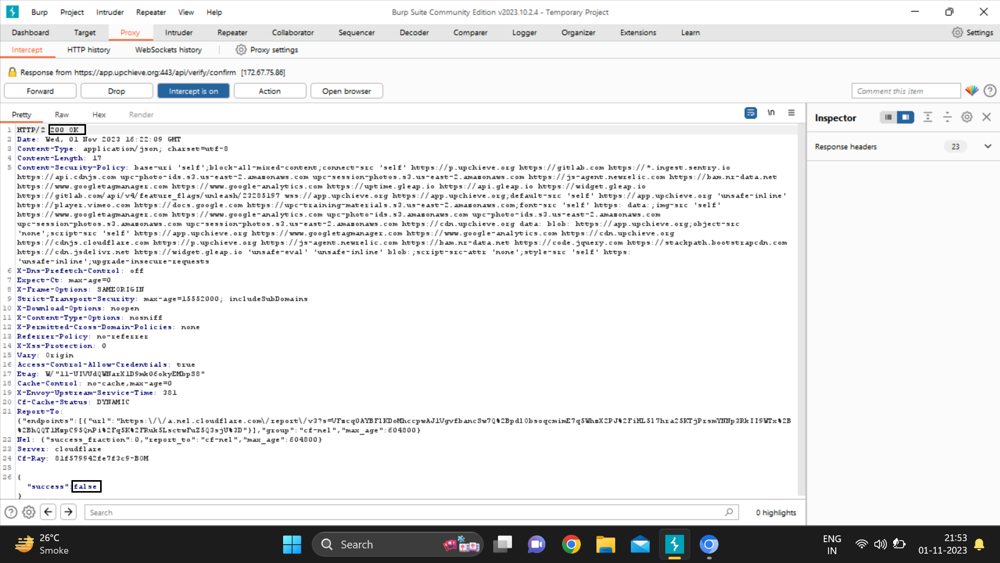 Burp Project Intruder Repeater View Help Burp Suite Community Edition v2023.10.2.4 - Temporary Project
Dashboard Target Proxy Intruder Repeater Collaborator Sequencer Decoder Comparer Logger Organizer Extensions Learn Settings
Intercept HTTP history WebSockets history Proxy settings
Response from https://app.upchieve.org:443/api/verify/confirm [172.67.75.86]
Forward Drop Intercept is on Action Open browser Comment this item
Pretty Raw Hex Render \n Inspector
1 HTTP/2 200 OK
2 Date: Wed, 01 Nov 2023 16:22:09 GMT
3 Content-Type: application/json; charset=utf-8
Response headers 23
4 Content-Length: 17
5 Content-Security-Policy: base-uri 'self';block-all-mixed-content;connect-src 'self' https://p.upchieve.org https://gitlab.com https://*.ingest.sentry.io
https://api.cdnjs.com upc-photo-ids.s3.us-east-2.amazonaws.com upc-session-photos.s3.us-east-2.amazonaws.com https://js-agent.newrelic.com https://bam.nr-data.net
https://www.googletagmanager.com https://www.google-analytics.com https://uptime.gleap.io https://api.gleap.io https://widget.gleap.io
https://gitlab.com/api/v4/feature_flags/unleash/23285197 wss://app.upchieve.org https://app.upchieve.org;default-src 'self' https://app.upchieve.org 'unsafe-inline'
https://player.vimeo.com https://docs.google.com https://upc-training-materials.s3.us-east-2.amazonaws.com;font-src 'self' https: data:;img-src 'self'
https://www.googletagmanager.com https://www.google-analytics.com upc-photo-ids.s3.amazonaws.com upc-photo-ids.s3.us-east-2.amazonaws.com
upc-session-photos.s3.amazonaws.com upc-session-photos.s3.us-east-2.amazonaws.com https://cdn.upchieve.org data: blob: https://app.upchieve.org;object-src
'none';script-src 'self' https://app.upchieve.org https://www.googletagmanager.com https://www.google-analytics.com https://cdn.upchieve.org
https://cdnjs.cloudflare.com https://p.upchieve.org https://js-agent.newrelic.com https://bam.nr-data.net https://code.jquery.com https://stackpath.bootstrapcdn.com
https://cdn.jsdelivr.net https://widget.gleap.io 'unsafe-eval' 'unsafe-inline' blob:;script-src-attr 'none';style-src 'self' https:
'unsafe-inline';upgrade-insecure-requests
6 X-Dns-Prefetch-Control: off
7 Expect-Ct: max-age=0
8 X-Frame-Options: SAMEORIGIN
9 Strict-Transport-Security: max-age=15552000; includeSubDomains
10 X-Download-Options: noopen
11 X-Content-Type-Options: nosniff
12 X-Permitted-Cross-Domain-Policies: none
13 Referrer-Policy: no-referrer
14 X-Xss-Protection: 0
15 Vary: Origin
16 Access-Control-Allow-Credentials: true
17 Etag: W/"11-UIVUdQWNarX1D9mk06okyEMbpS8"
18 Cache-Control: no-cache,max-age=0
19 X-Envoy-Upstream-Service-Time: 381
20 Cf-Cache-Status: DYNAMIC
21 Report-To:
{"endpoints":[{"url":"https:\/\/a.nel.cloudflare.com\/report\/v3?s=
"}],"group":"cf-nel","max_age":604800}
22 Nel: {"success_fraction":0,"report_to":"cf-nel","max_age":604800}
23 Server: cloudflare
24 Cf-Ray: 81f579942fe7f3c9-BOM
25
26 {
"success":false
}
Search 0 highlights
26°C
Smoke
Search
ENG
IN
21:53
01-11-2023